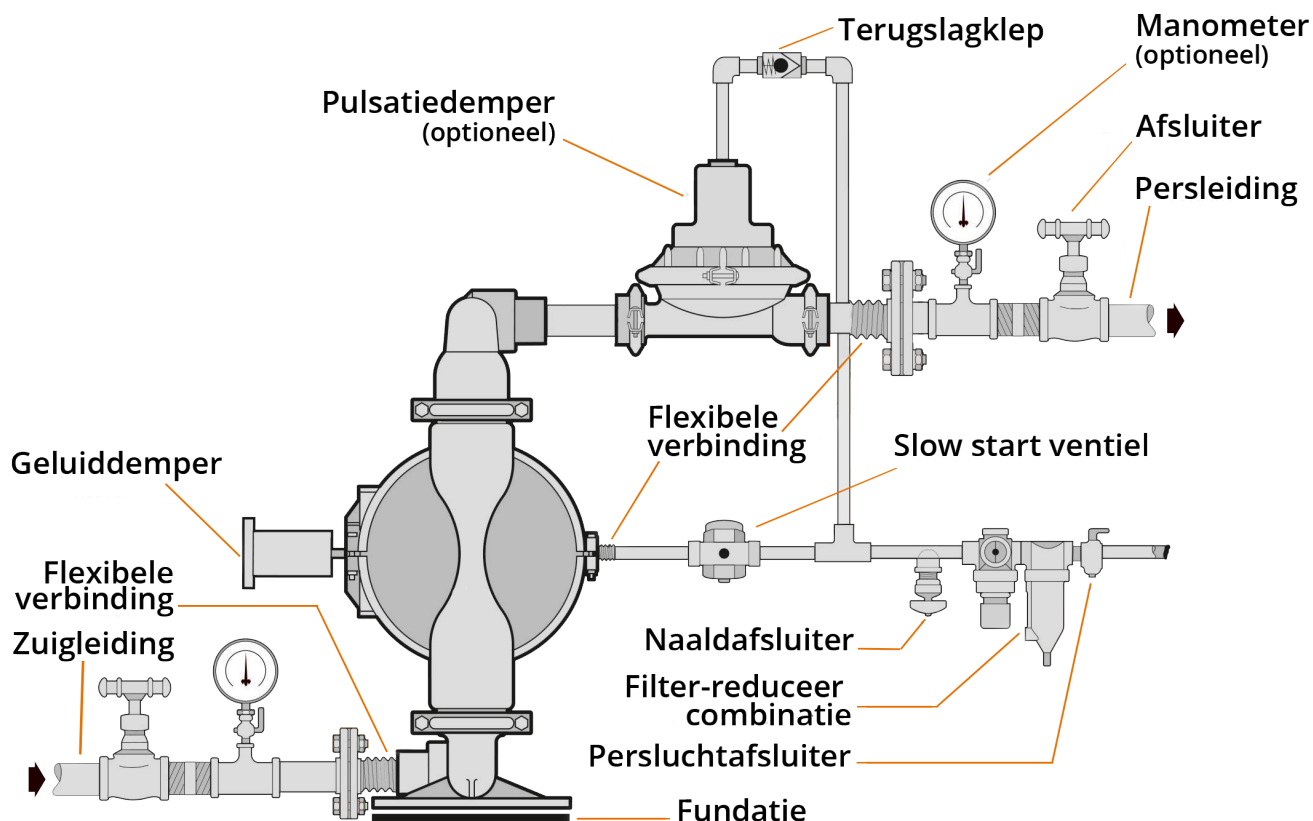 Terugslagklep
Manometer
(optioneel)
Pulsatiedemper
(optioneel)
Afsluiter
Persleiding
Flexibele
verbinding
Slow start ventiel
Geluiddemper
Flexibele
verbinding
Zuigleiding
Naaldafsluiter
Filter-reduceer
combinatie
Persluchtafsluiter
Fundatie